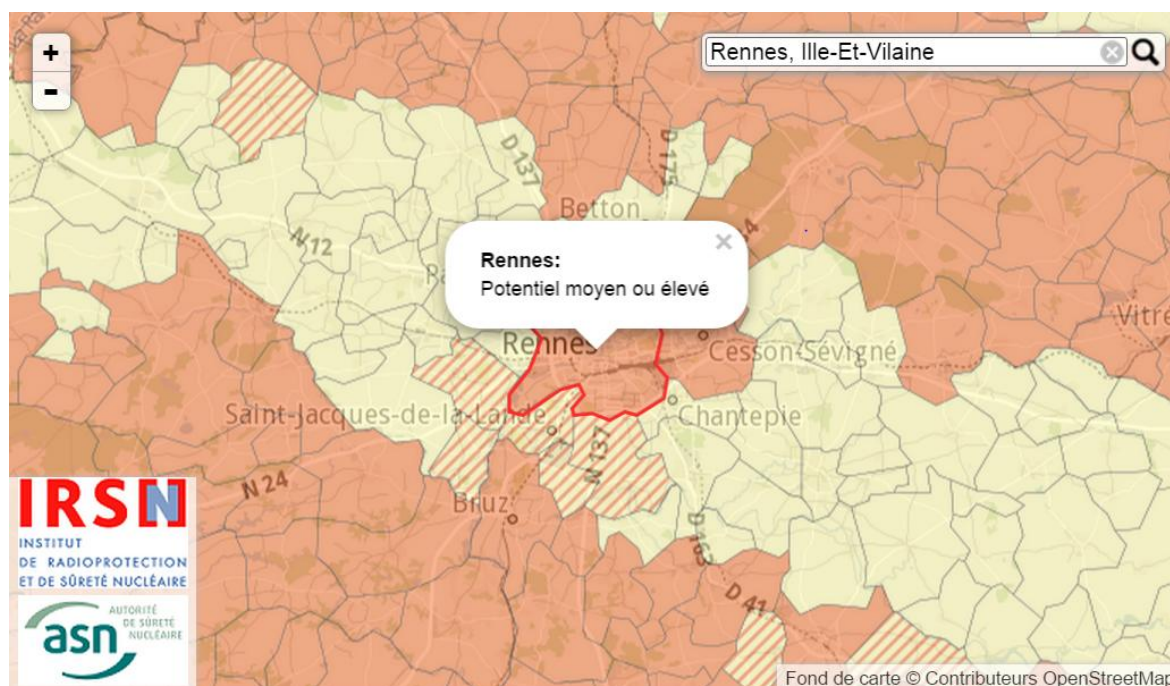 +
-
Rennes, Ille-Et-Vilaine
D 137
D 175
N 12
Betton
Rennes:
Potentiel moyen ou élevé
Rennes
Cesson-Sévigné
Vitré
Saint-Jacques-de-la-Lande
Chantepie
N 137
N 24
Bruz
D 163
D 41
IRSN
INSTITUT
DE RADIOPROTECTION
ET DE SÛRETÉ NUCLÉAIRE
asn
AUTORITÉ
DE SÛRETÉ
NUCLÉAIRE
Fond de carte © Contributeurs OpenStreetMap